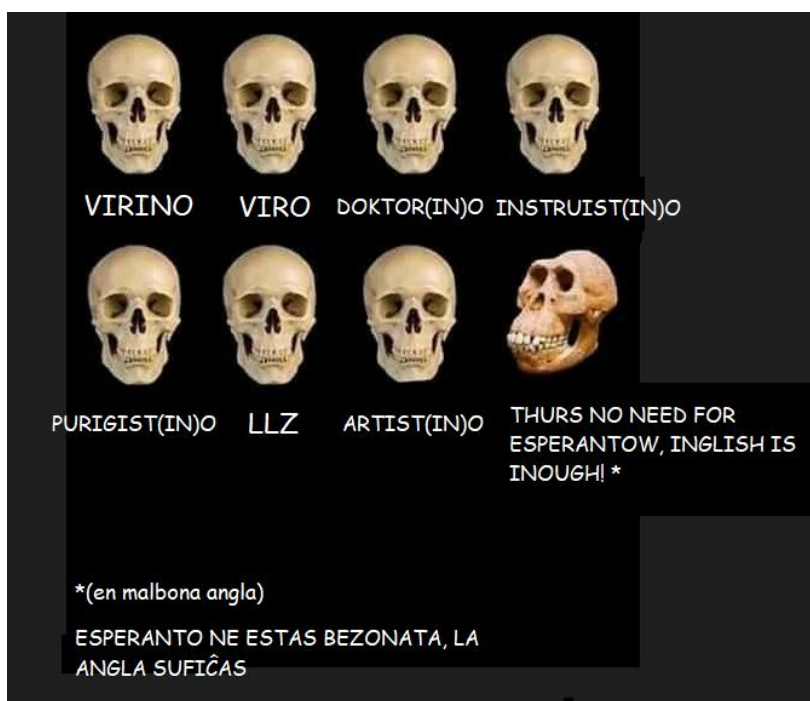 VIRINO VIRO DOKTOR(IN)O INSTRUIST(IN)O
PURIGIST(IN)O LLZ ARTIST(IN)O THURS NO NEED FOR
ESPERANTOW, INGLISH IS
INOUGH! *
*(en malbona angla)
ESPERANTO NE ESTAS BEZONATA, LA
ANGLA SUFIĈAS